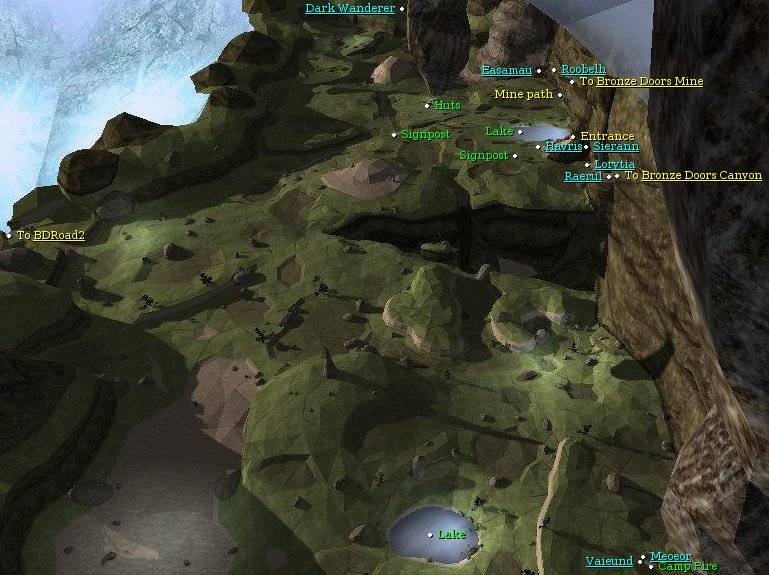 Dark Wanderer
Easamau
Roobelh
To Bronze Doors Mine
Mine path
Huts
Signpost
Lake
Entrance
Havris
Sierann
Signpost
Lorytia
Raerul
To Bronze Doors Canyon
To BDRoad2
Lake
Vaieund
Meoeor
Camp Fire